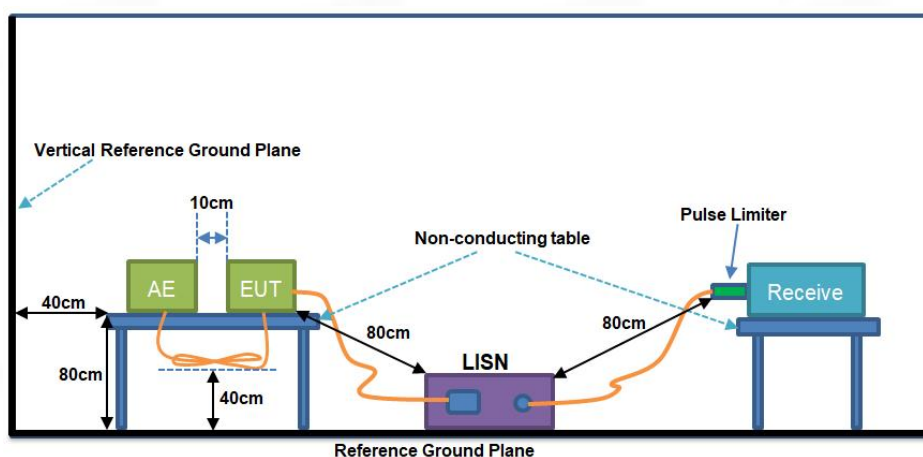 Vertical Reference Ground Plane
10cm
Pulse Limiter
Non-conducting table
AE
EUT
Receive
40cm
80cm
80cm
LISN
80cm
40cm
Reference Ground Plane